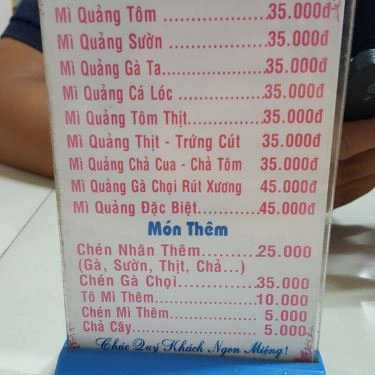 Mì Quảng Tôm ..................35.000đ
Mì Quảng Sườn ................35.000đ
Mì Quảng Gà Ta................35.000đ
Mì Quảng Cá Lóc .............35.000đ
Mì Quảng Tôm Thịt...........35.000đ
Mì Quảng Thịt - Trứng Cút 35.000đ
Mì Quảng Chả Cua - Chả Tôm 35.000đ
Mì Quảng Gà Chọi Rút Xương 45.000đ
Mì Quảng Đặc Biệt..........45.000đ
Món Thêm
Chén Nhân Thêm.........25.000
(Gà, Sườn, Thịt, Chả...)
Chén Gà Chọi.............35.000
Tô Mì Thêm...............10.000
Chén Mì Thêm.............5.000
Chả Cây......................5.000
Chúc Quý Khách Ngon Miệng!